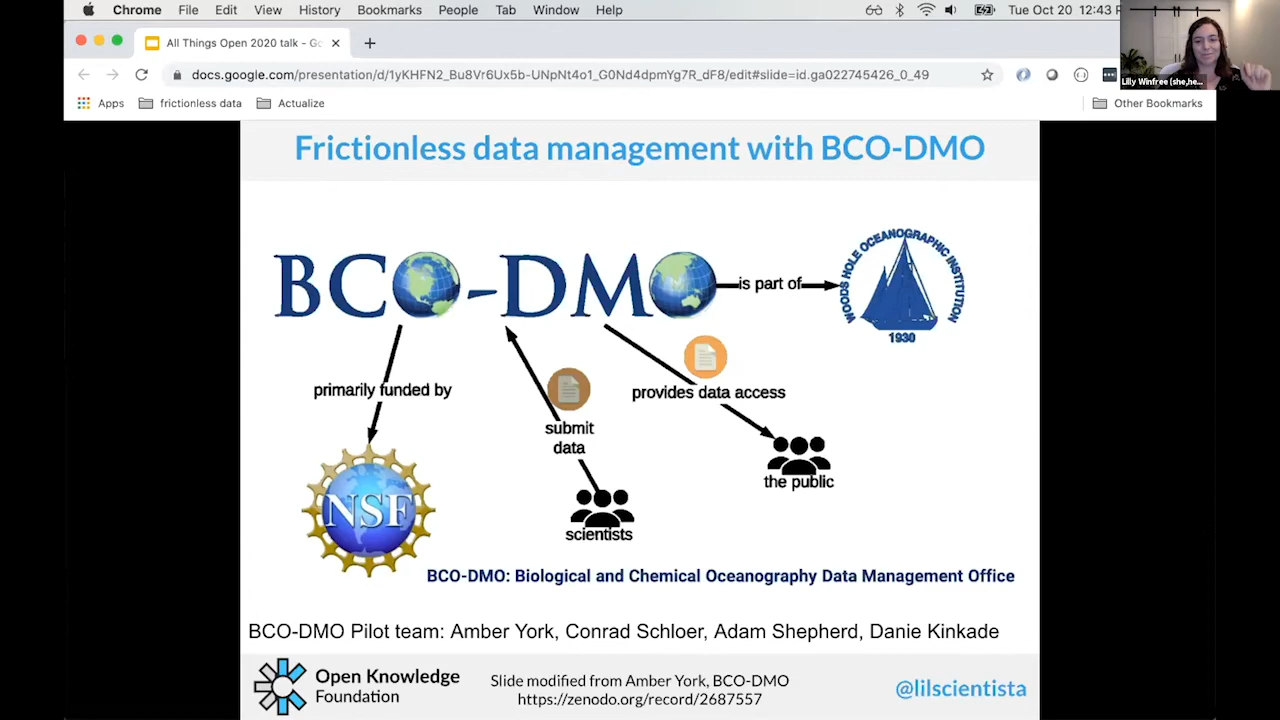 Chrome File Edit View History Bookmarks People Tab Window Help Tue Oct 20 12:43 P
All Things Open 2020 talk - Go
docs.google.com/presentation/d/1yKHFN2_Bu8Vr6Ux5b-UNpNt4o1_G0Nd4dpmYg7R_dF8/edit#slide=id.ga022745426_0_49
Lilly Winfree (she,he...
Apps frictionless data Actualize Other Bookmarks
Frictionless data management with BCO-DMO
BCO-DMO
is part of
WOODS HOLE OCEANOGRAPHIC INSTITUTION
1930
primarily funded by
provides data access
submit
data
NSF
the public
scientists
BCO-DMO: Biological and Chemical Oceanography Data Management Office
BCO-DMO Pilot team: Amber York, Conrad Schloer, Adam Shepherd, Danie Kinkade
Open Knowledge
Foundation
Slide modified from Amber York, BCO-DMO
https://zenodo.org/record/2687557
@lilscientista